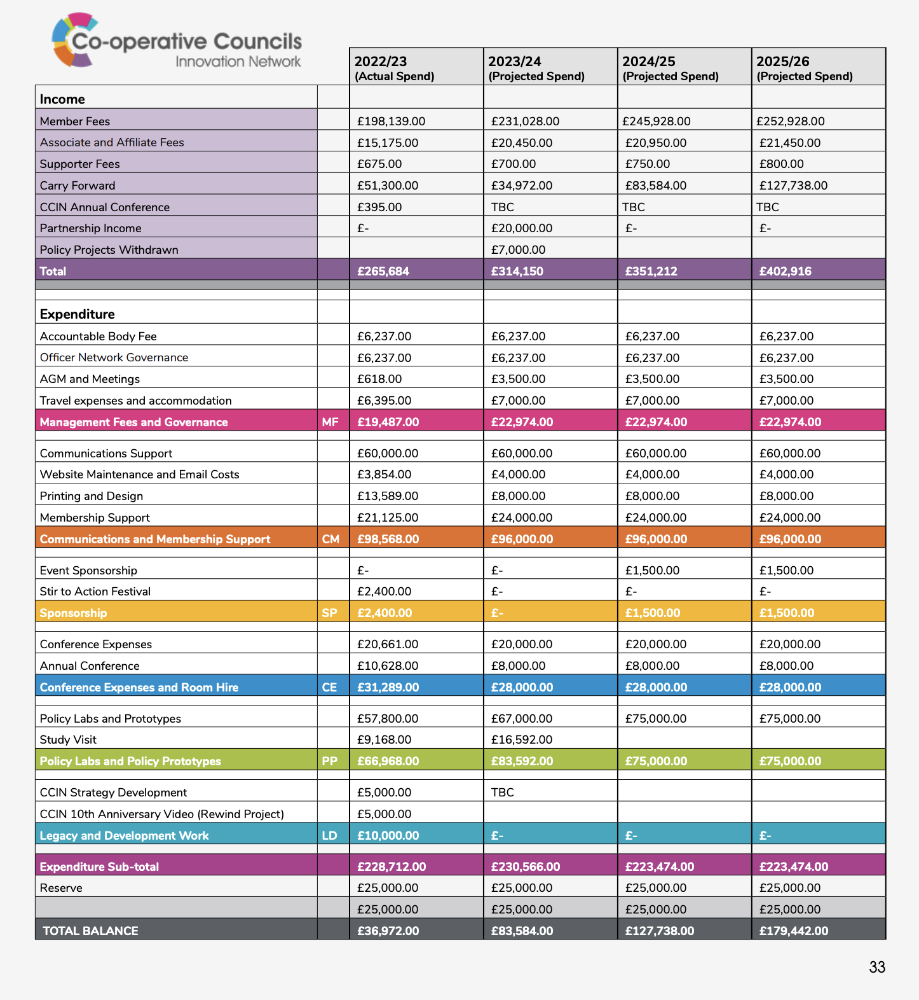 Co-operative Councils
Innovation Network
2022/23 2023/24 2024/25 2025/26
(Actual Spend) (Projected Spend) (Projected Spend) (Projected Spend)
Income
Member Fees £198,139.00 £231,028.00 £245,928.00 £252,928.00
Associate and Affiliate Fees £15,175.00 £20,450.00 £20,950.00 £21,450.00
Supporter Fees £675.00 £700.00 £750.00 £800.00
Carry Forward £51,300.00 £34,972.00 £83,584.00 £127,738.00
CCIN Annual Conference £395.00 TBC TBC TBC
Partnership Income £- £20,000.00 £- £-
Policy Projects Withdrawn £7,000.00
Total £265,684 £314,150 £351,212 £402,916
Expenditure
Accountable Body Fee £6,237.00 £6,237.00 £6,237.00 £6,237.00
Officer Network Governance £6,237.00 £6,237.00 £6,237.00 £6,237.00
AGM and Meetings £618.00 £3,500.00 £3,500.00 £3,500.00
Travel expenses and accommodation £6,395.00 £7,000.00 £7,000.00 £7,000.00
Management Fees and Governance MF £19,487.00 £22,974.00 £22,974.00 £22,974.00
Communications Support £60,000.00 £60,000.00 £60,000.00 £60,000.00
Website Maintenance and Email Costs £3,854.00 £4,000.00 £4,000.00 £4,000.00
Printing and Design £13,589.00 £8,000.00 £8,000.00 £8,000.00
Membership Support £21,125.00 £24,000.00 £24,000.00 £24,000.00
Communications and Membership Support CM £98,568.00 £96,000.00 £96,000.00 £96,000.00
Event Sponsorship £- £- £1,500.00 £1,500.00
Stir to Action Festival £2,400.00 £- £- £-
Sponsorship SP £2,400.00 £- £1,500.00 £1,500.00
Conference Expenses £20,661.00 £20,000.00 £20,000.00 £20,000.00
Annual Conference £10,628.00 £8,000.00 £8,000.00 £8,000.00
Conference Expenses and Room Hire CE £31,289.00 £28,000.00 £28,000.00 £28,000.00
Policy Labs and Prototypes £57,800.00 £67,000.00 £75,000.00 £75,000.00
Study Visit £9,168.00 £16,592.00
Policy Labs and Policy Prototypes PP £66,968.00 £83,592.00 £75,000.00 £75,000.00
CCIN Strategy Development £5,000.00 TBC
CCIN 10th Anniversary Video (Rewind Project) £5,000.00
Legacy and Development Work LD £10,000.00 £- £- £-
Expenditure Sub-total £228,712.00 £230,566.00 £223,474.00 £223,474.00
Reserve £25,000.00 £25,000.00 £25,000.00 £25,000.00
£25,000.00 £25,000.00 £25,000.00 £25,000.00
TOTAL BALANCE £36,972.00 £83,584.00 £127,738.00 £179,442.00
33